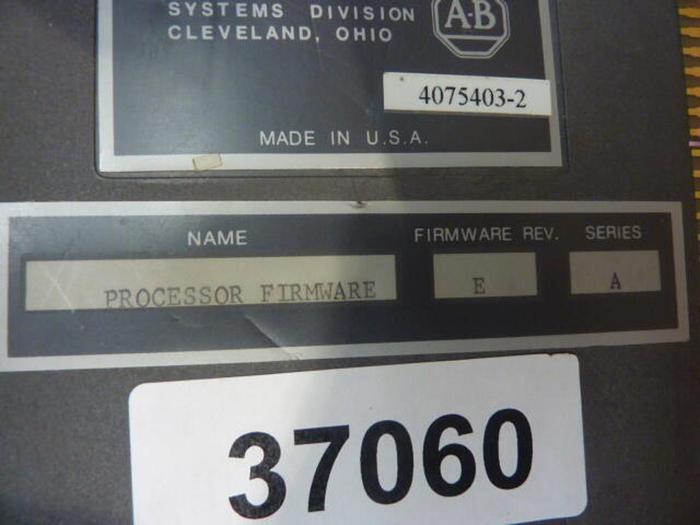 SYSTEMS DIVISION
CLEVELAND, OHIO
A-B
4075403-2
MADE IN U.S.A.
NAME FIRMWARE REV. SERIES
PROCESSOR FIRMWARE E A
37060